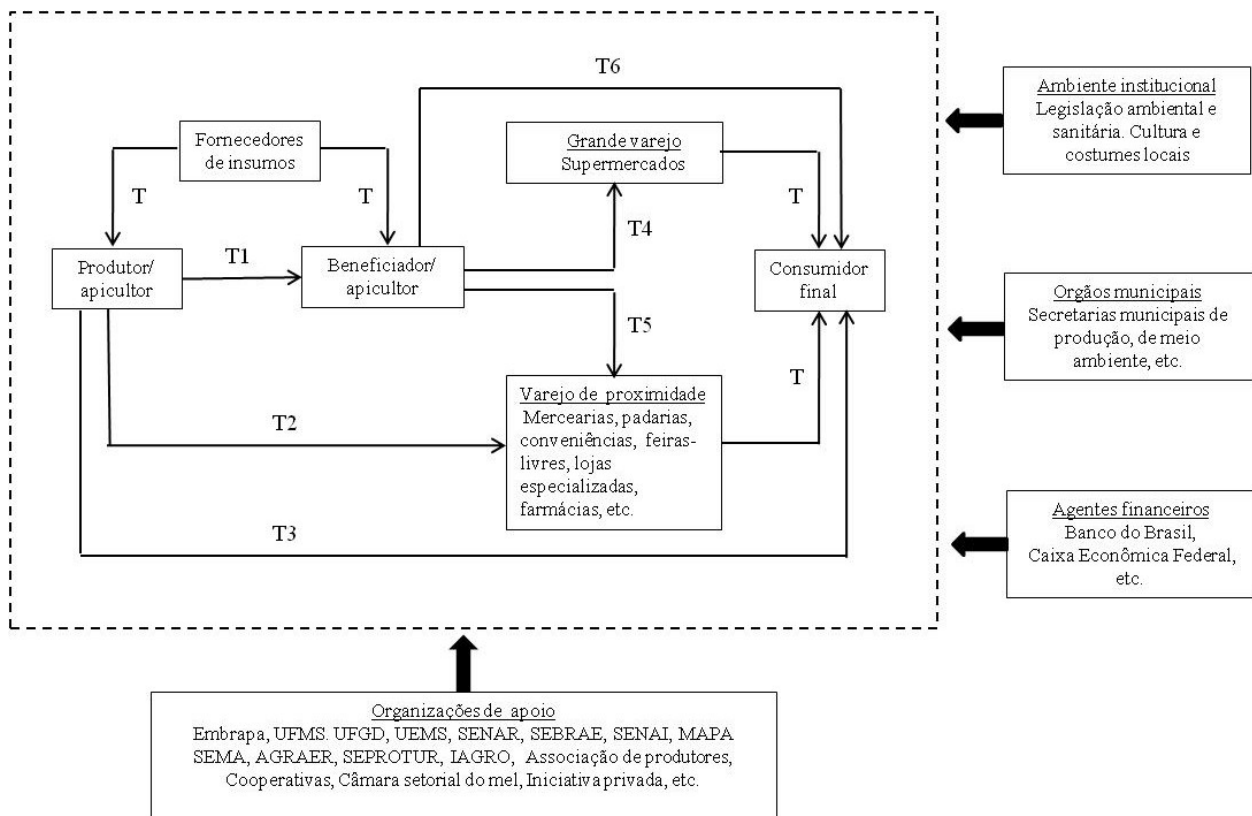 T6
Ambiente institucional
Legislação ambiental e
sanitária. Cultura e
costumes locais
Fornecedores
de insumos
Grande varejo
Supermercados
T
T
T4
T
T1
Produtor/
apicultor
Beneficiador/
apicultor
Consumidor
final
Orgãos municipais
Secretarias municipais de
produção, de meio
ambiente, etc.
T5
T
T2
Varejo de proximidade
Mercearias, padarias,
conveniências, feiras-
livres, lojas
especializadas,
farmácias, etc.
T3
Agentes financeiros
Banco do Brasil,
Caixa Econômica Federal,
etc.
Organizações de apoio
Embrapa, UFMS. UFGD, UEMS, SENAR, SEBRAE, SENAI, MAPA
SEMA, AGRAER, SEPROTUR, IAGRO, Associação de produtores,
Cooperativas, Câmara setorial do mel, Iniciativa privada, etc.